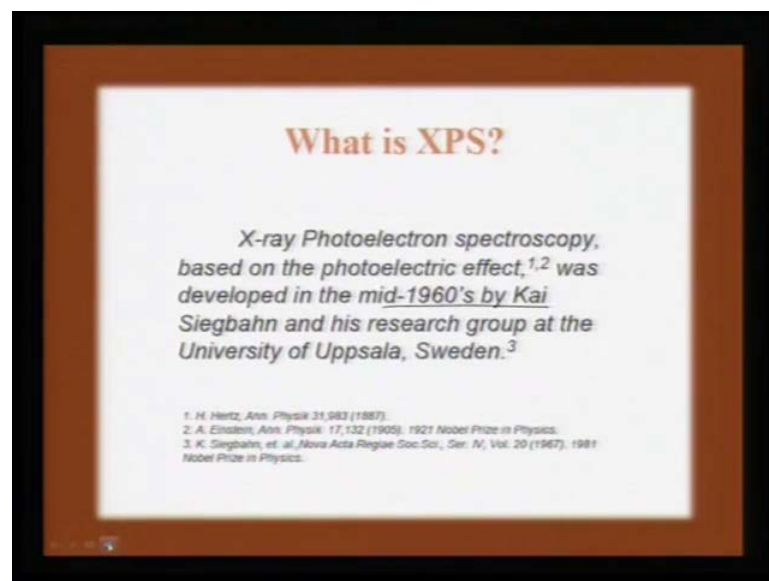 What is XPS?
X-ray Photoelectron spectroscopy,
based on the photoelectric effect,1,2 was
developed in the mid-1960's by Kai
Siegbahn and his research group at the
University of Uppsala, Sweden.3
1. H. Hertz, Ann. Physik 31,983 (1887).
2. A. Einstein, Ann. Physik 17,132 (1905). 1921 Nobel Prize in Physics.
3. K. Siegbahn, et. al.,Nova Acta Regiae Soc.Sci., Ser. IV, Vol. 20 (1967). 1981
Nobel Prize in Physics.